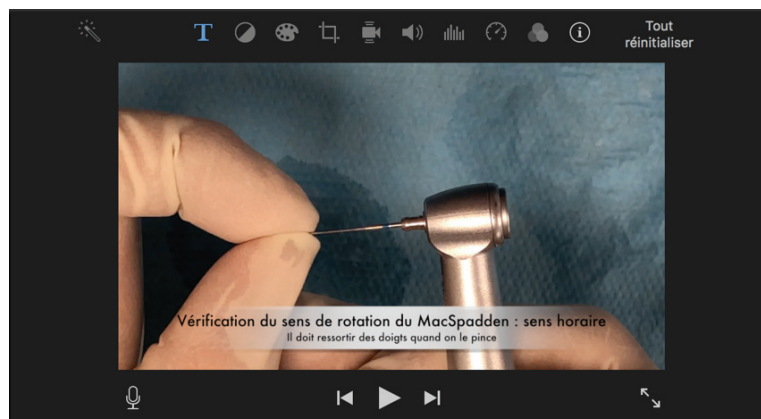 Tout
réinitialiser
Vérification du sens de rotation du MacSpadden : sens horaire
Il doit ressortir des doigts quand on le pince